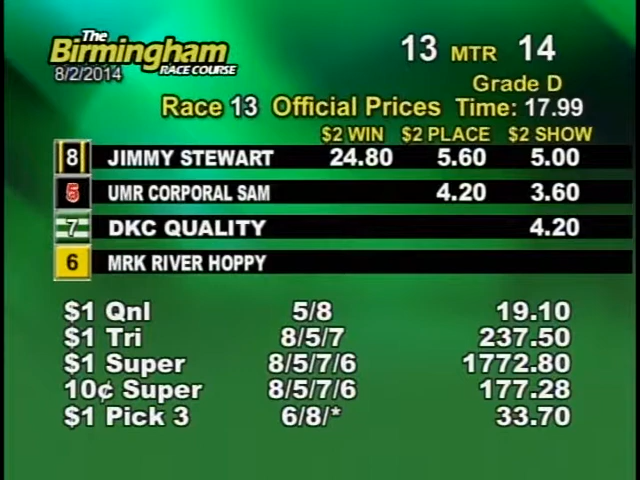 The
Birmingham
RACE COURSE
8/2/2014
13 MTR 14
Grade D
Race 13 Official Prices Time: 17.99
$2 WIN $2 PLACE $2 SHOW
8 JIMMY STEWART 24.80 5.60 5.00
5 UMR CORPORAL SAM 4.20 3.60
7 DKC QUALITY 4.20
6 MRK RIVER HOPPY
$1 Qnl 5/8 19.10
$1 Tri 8/5/7 237.50
$1 Super 8/5/7/6 1772.80
10¢ Super 8/5/7/6 177.28
$1 Pick 3 6/8/* 33.70